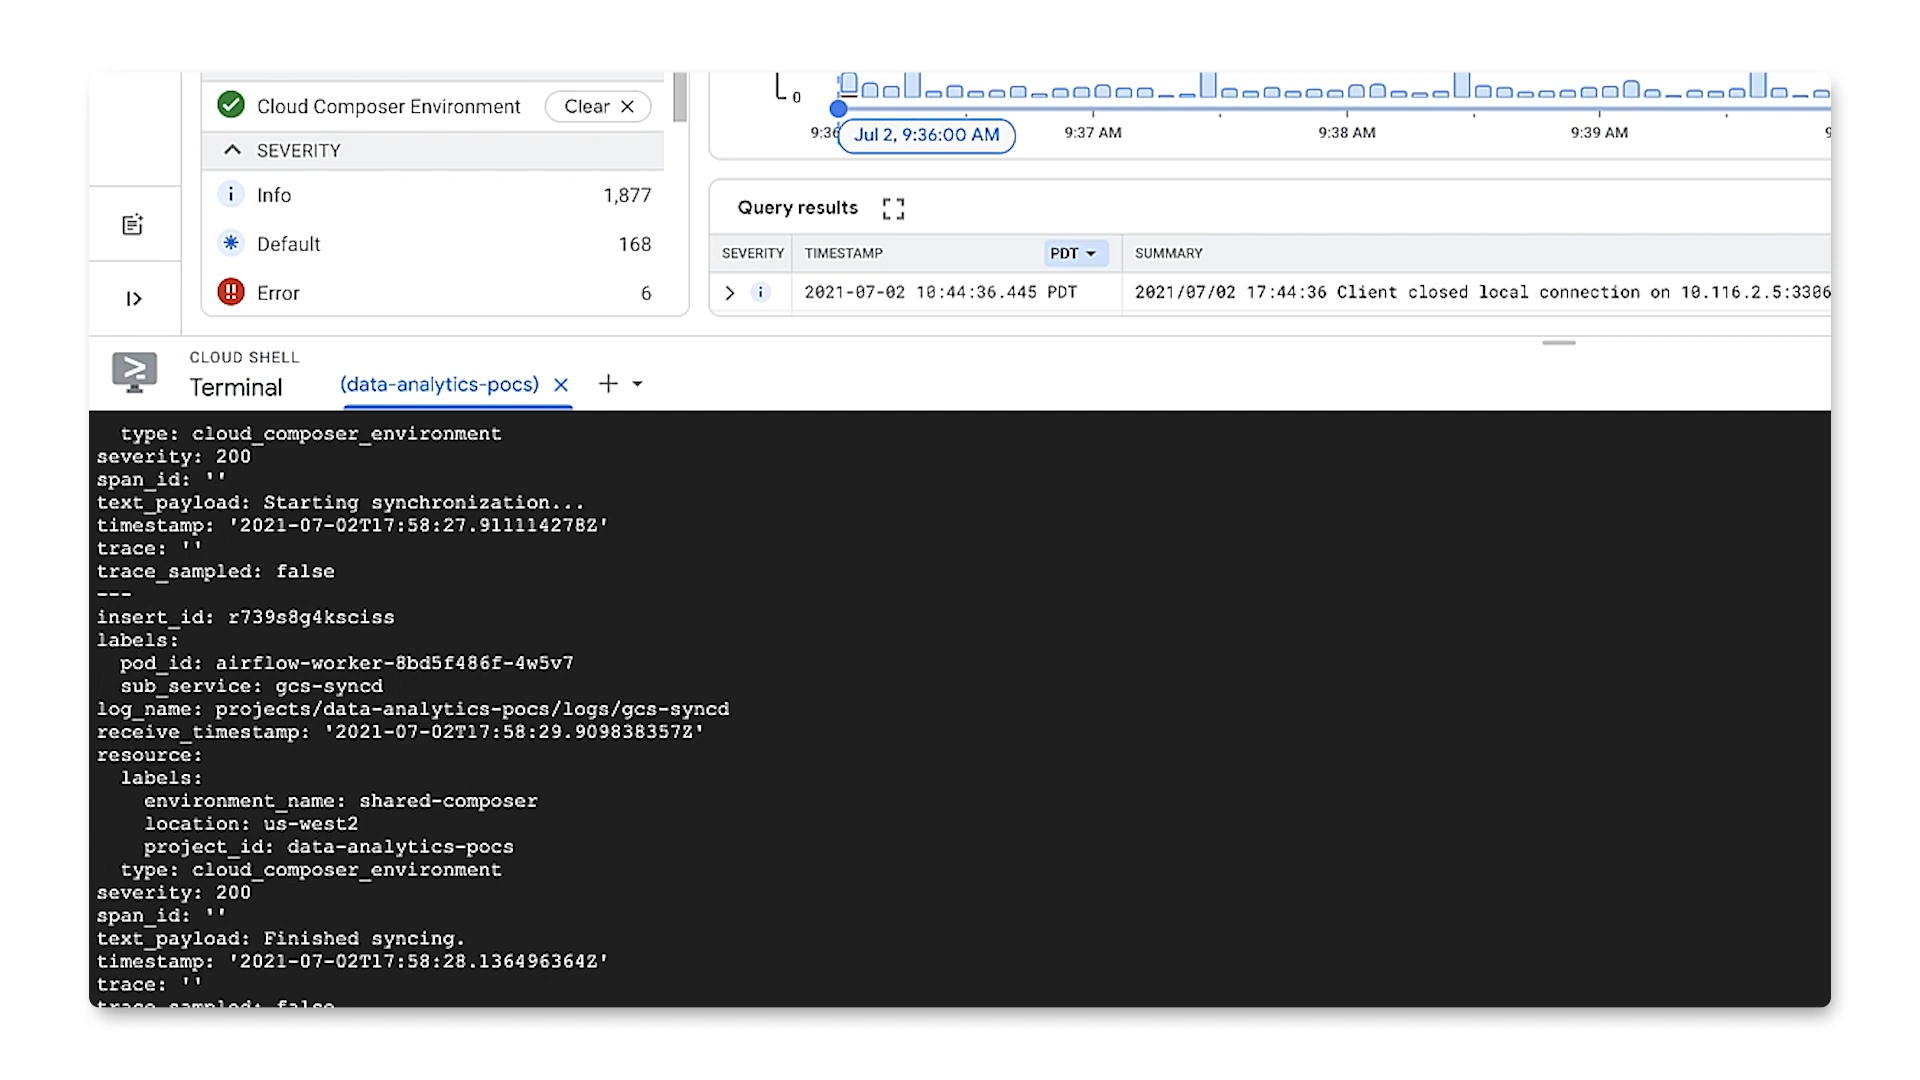 Cloud Composer Environment
Clear
SEVERITY
Info 1,877
Default 168
Error 6
0
9:36
Jul 2, 9:36:00 AM
9:37 AM
9:38 AM
9:39 AM
Query results
SEVERITY TIMESTAMP PDT SUMMARY
2021-07-02 10:44:36.445 PDT 2021/07/02 17:44:36 Client closed local connection on 10.116.2.5:3306
CLOUD SHELL
Terminal
(data-analytics-pocs)
type: cloud_composer_environment
severity: 200
span_id: ''
text_payload: Starting synchronization...
timestamp: '2021-07-02T17:58:27.911114278Z'
trace: ''
trace_sampled: false
---
insert_id: r739s8g4ksciss
labels:
pod_id: airflow-worker-8bd5f486f-4w5v7
sub_service: gcs-syncd
log_name: projects/data-analytics-pocs/logs/gcs-syncd
receive_timestamp: '2021-07-02T17:58:29.909838357Z'
resource:
labels:
environment_name: shared-composer
location: us-west2
project_id: data-analytics-pocs
type: cloud_composer_environment
severity: 200
span_id: ''
text_payload: Finished syncing.
timestamp: '2021-07-02T17:58:28.136496364Z'
trace: ''
trace_sampled: false